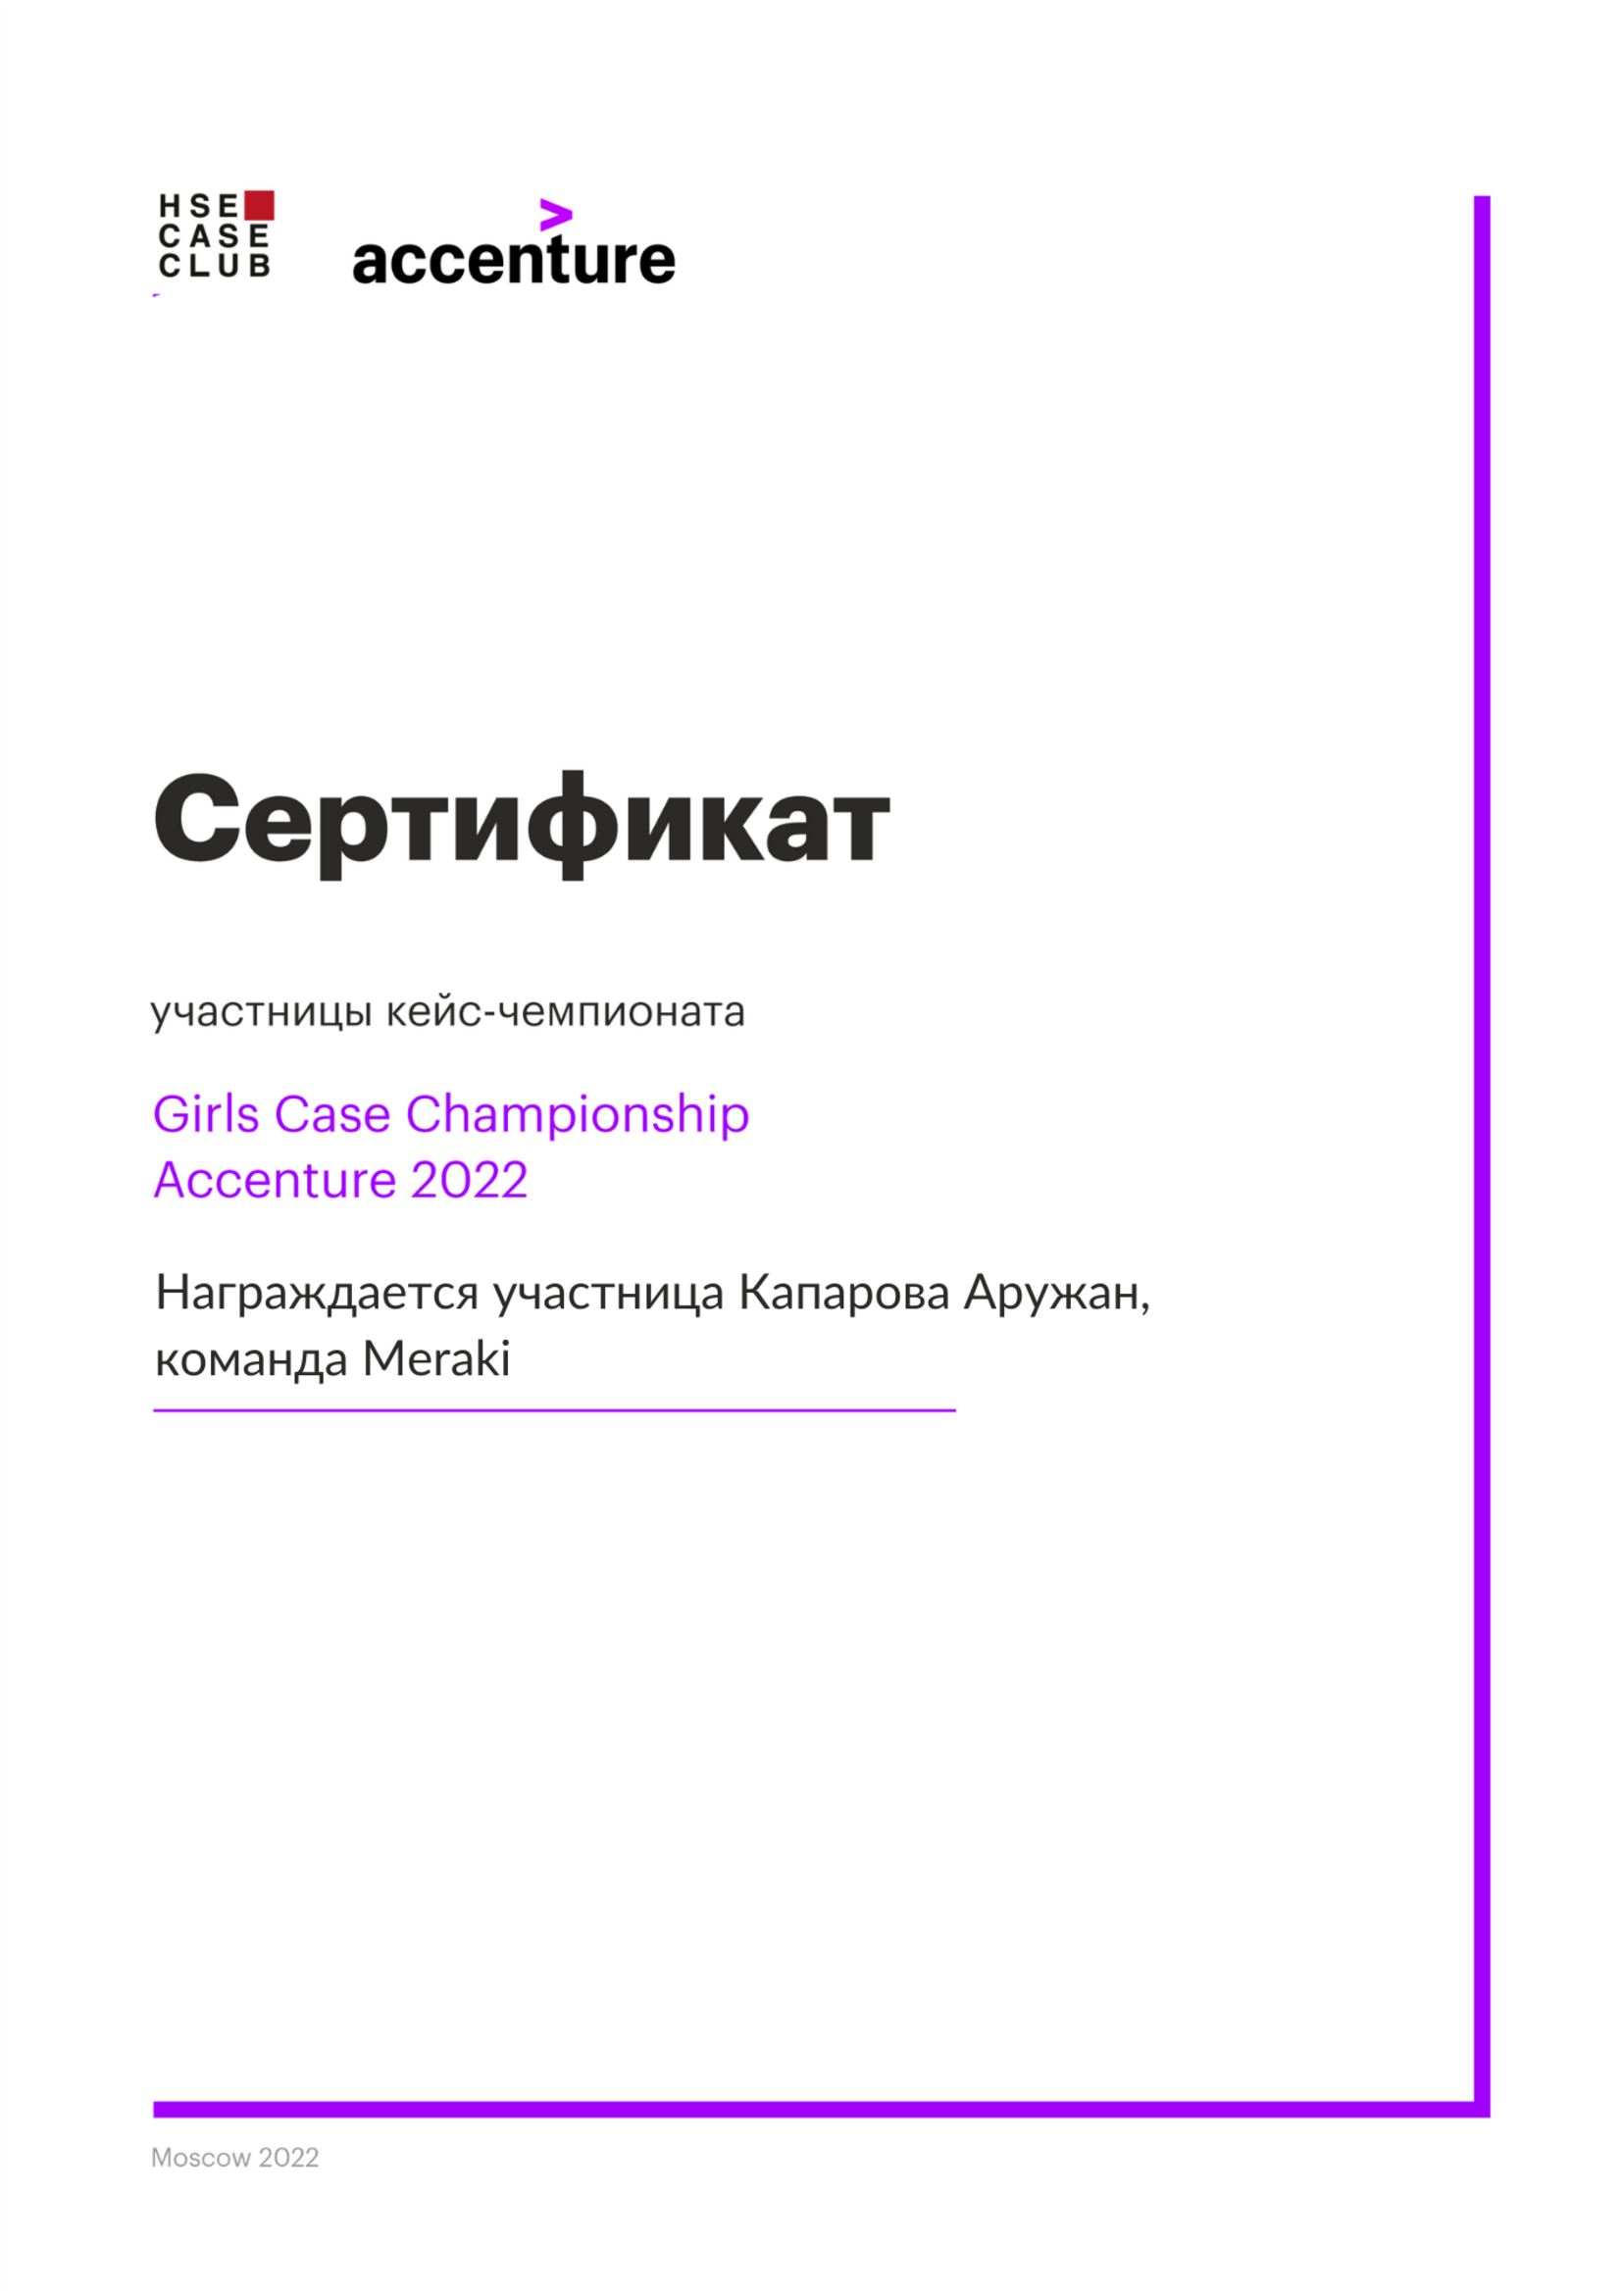 HSE
CASE
CLUB
accenture
Сертификат
участницы кейс-чемпионата
Girls Case Championship
Accenture 2022
Награждается участница Капарова Аружан,
команда Meraki
Moscow 2022